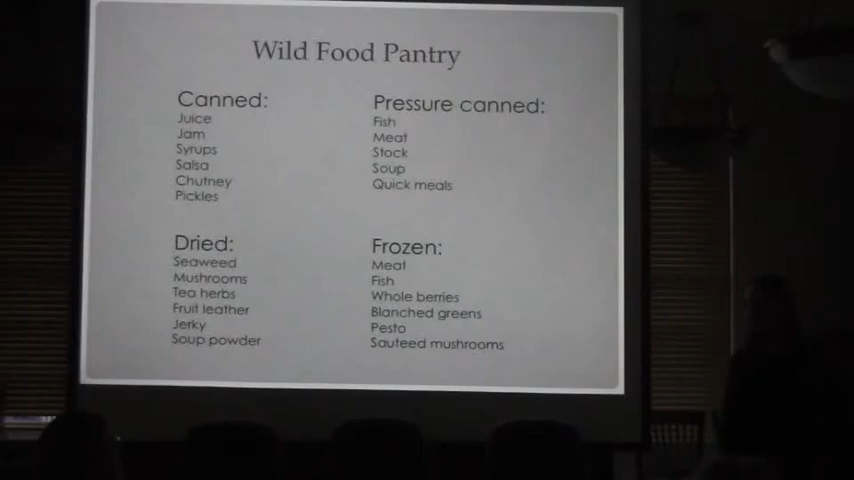 Wild Food Pantry
Canned:
Juice
Jam
Syrups
Salsa
Chutney
Pickles
Pressure canned:
Fish
Meat
Stock
Soup
Quick meals
Dried:
Seaweed
Mushrooms
Tea herbs
Fruit leather
Jerky
Soup powder
Frozen:
Meat
Fish
Whole berries
Blanched greens
Pesto
Sauteed mushrooms